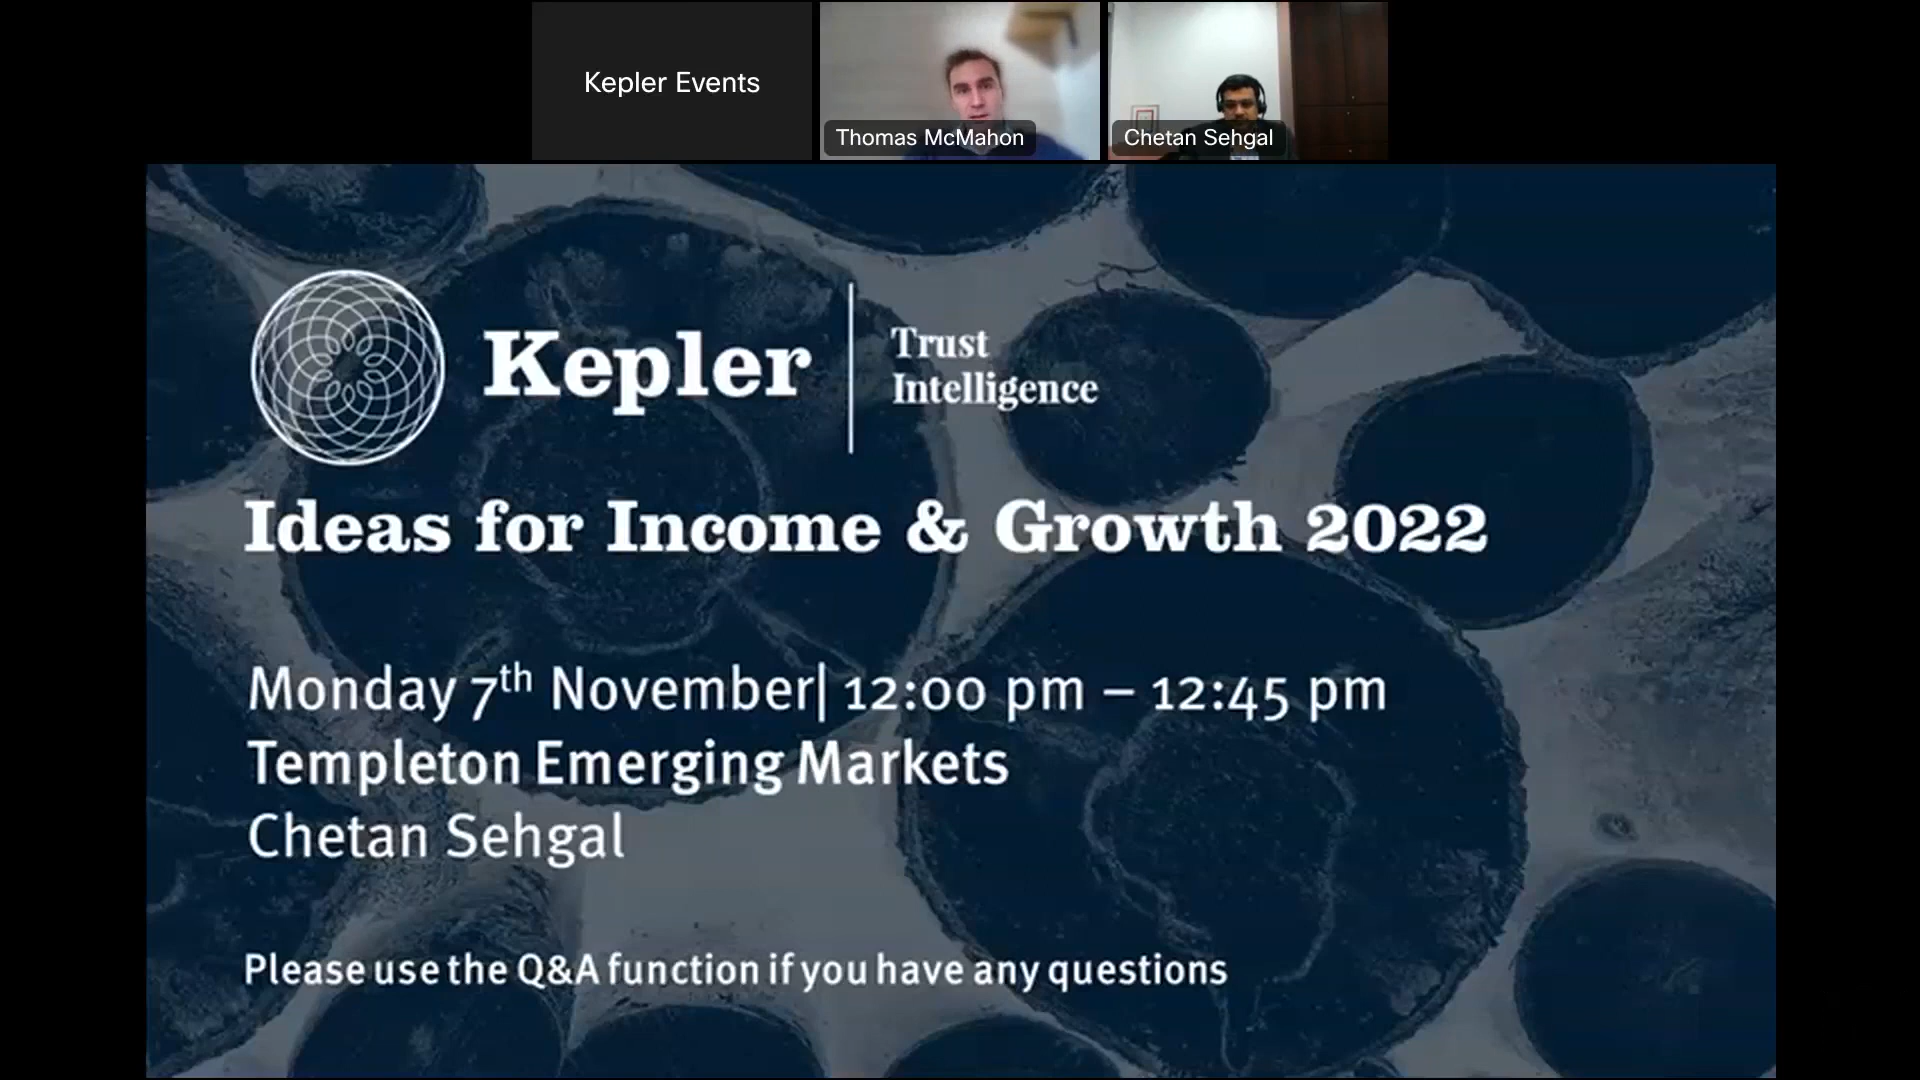 Kepler Events
Thomas McMahon
Chetan Sehgal
Kepler
Trust
Intelligence
Ideas for Income & Growth 2022
Monday 7th November| 12:00 pm – 12:45 pm
Templeton Emerging Markets
Chetan Sehgal
Please use the Q&A function if you have any questions